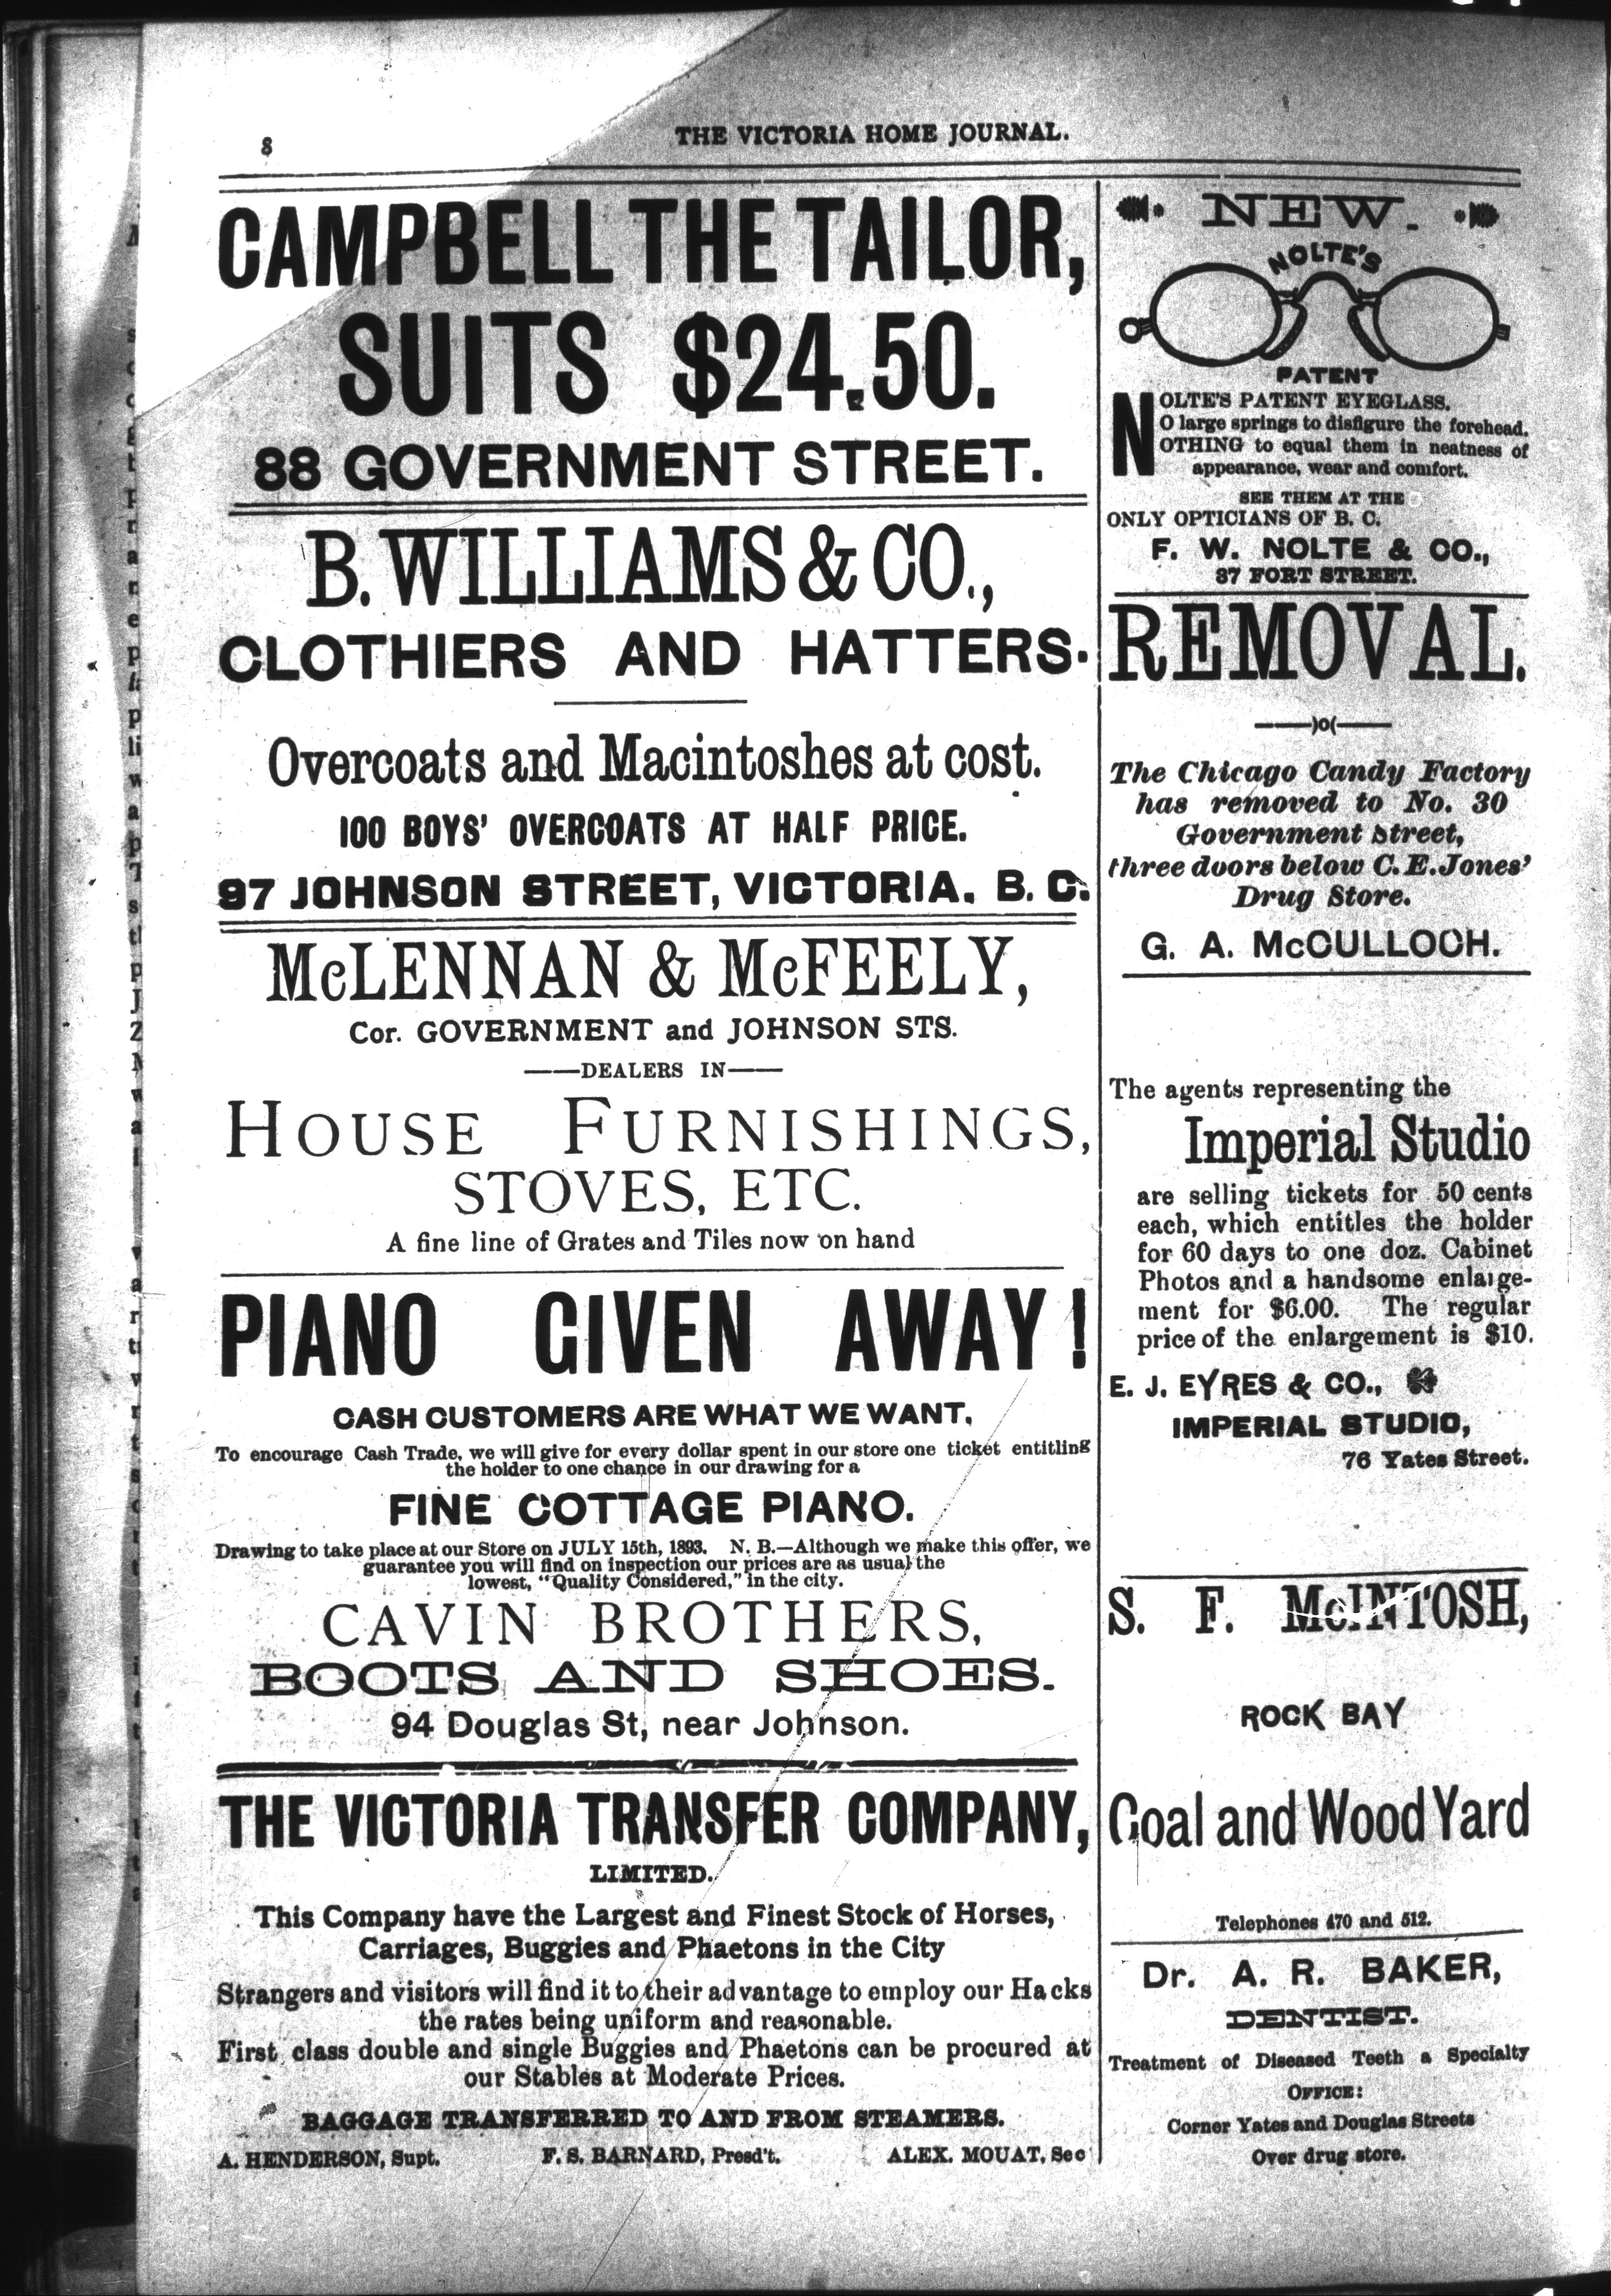 8
THE VICTORIA HOME JOURNAL.
CAMPBELL THE TAILOR,
SUITS $24.50.
88 GOVERNMENT STREET.
B. WILLIAMS & CO.,
CLOTHIERS AND HATTERS.
Overcoats and Macintoshes at cost.
100 BOYS' OVERCOATS AT HALF PRICE.
97 JOHNSON STREET, VICTORIA, B. C.
McLENNAN & McFEELY,
Cor. GOVERNMENT and JOHNSON STS.
——DEALERS IN——
HOUSE FURNISHINGS,
STOVES, ETC.
A fine line of Grates and Tiles now on hand
PIANO GIVEN AWAY!
CASH CUSTOMERS ARE WHAT WE WANT.
To encourage Cash Trade, we will give for every dollar spent in our store one ticket entitling
the holder to one chance in our drawing for a
FINE COTTAGE PIANO.
Drawing to take place at our Store on JULY 15th, 1893. N. B.—Although we make this offer, we
guarantee you will find on inspection our prices are as usual the
lowest, "Quality Considered," in the city.
CAVIN BROTHERS,
BOOTS AND SHOES.
94 Douglas St, near Johnson.
THE VICTORIA TRANSFER COMPANY,
LIMITED.
This Company have the Largest and Finest Stock of Horses,
Carriages, Buggies and Phaetons in the City
Strangers and visitors will find it to their advantage to employ our Hacks
the rates being uniform and reasonable.
First class double and single Buggies and Phaetons can be procured at
our Stables at Moderate Prices.
BAGGAGE TRANSFERRED TO AND FROM STEAMERS.
A. HENDERSON, Supt. F. S. BARNARD, Presd't. ALEX. MOUAT, Sec
NEW.
NOLTE'S
PATENT
NOLTE'S PATENT EYEGLASS.
O large springs to disfigure the forehead.
OTHING to equal them in neatness of
appearance, wear and comfort.
SEE THEM AT THE
ONLY OPTICIANS OF B. C.
F. W. NOLTE & CO.,
37 FORT STREET.
REMOVAL.
——)o(——
The Chicago Candy Factory
has removed to No. 30
Government Street,
three doors below C. E. Jones'
Drug Store.
G. A. McCULLOCH.
The agents representing the
Imperial Studio
are selling tickets for 50 cents
each, which entitles the holder
for 60 days to one doz. Cabinet
Photos and a handsome enlarge-
ment for $6.00. The regular
price of the enlargement is $10.
E. J. EYRES & CO.,
IMPERIAL STUDIO,
76 Yates Street.
S. F. McINTOSH,
ROCK BAY
Coal and Wood Yard
Telephones 470 and 512.
Dr. A. R. BAKER,
DENTIST.
Treatment of Diseased Teeth a Specialty
OFFICE:
Corner Yates and Douglas Streets
Over drug store.